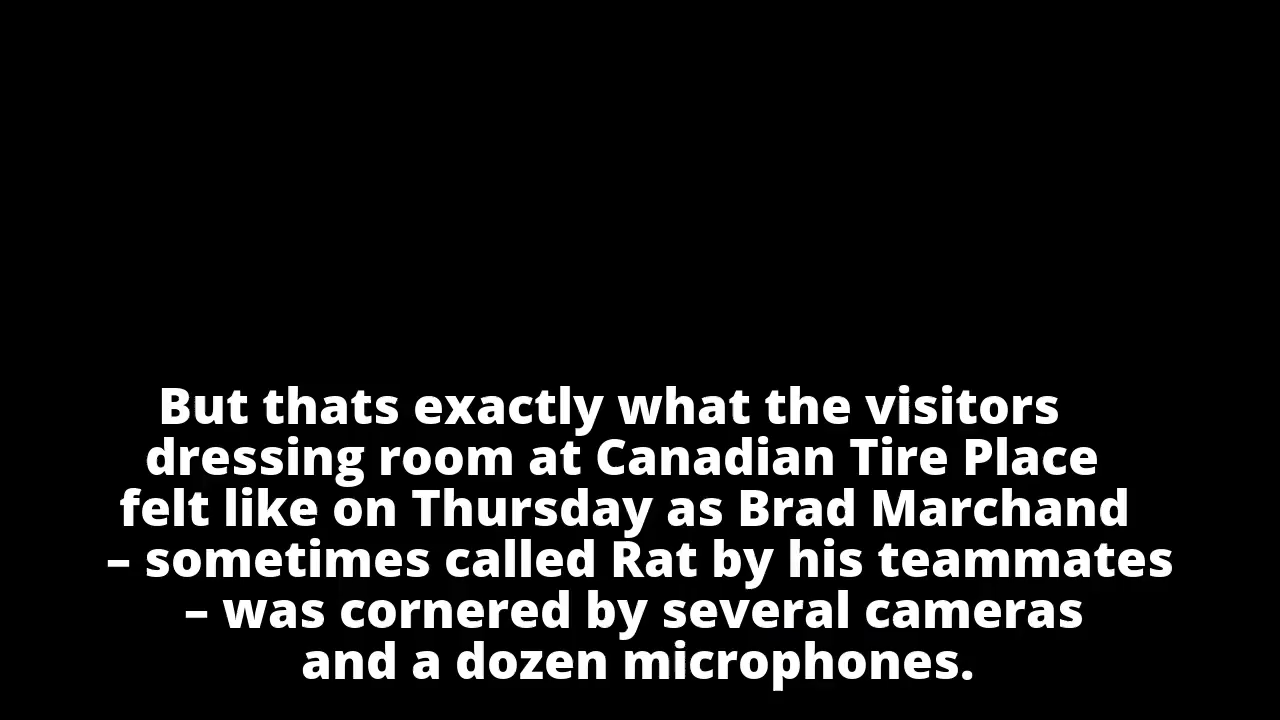 But thats exactly what the visitors
dressing room at Canadian Tire Place
felt like on Thursday as Brad Marchand
– sometimes called Rat by his teammates
– was cornered by several cameras
and a dozen microphones.